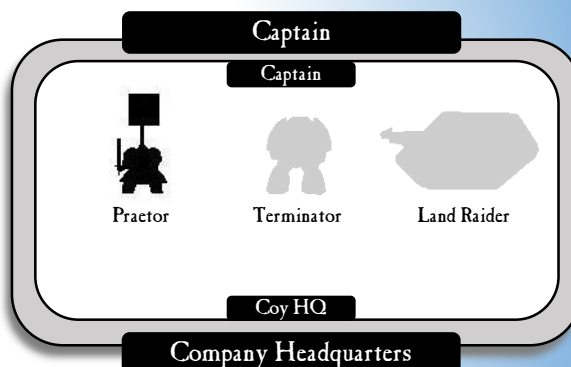 Captain
Captain
Praetor
Terminator
Land Raider
Coy HQ
Company Headquarters